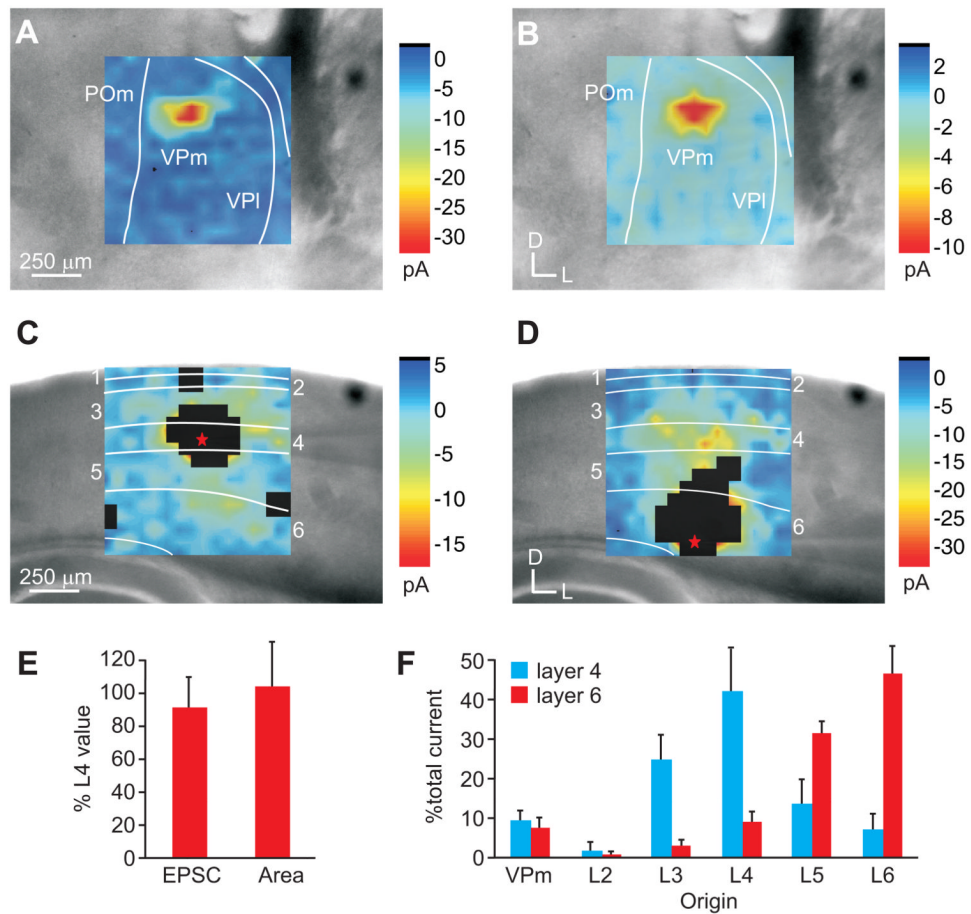 A
POm
VPm
VPl
250 μm
0
-5
-10
-15
-20
-25
-30
pA
B
POm
VPm
VPl
D
L
2
0
-2
-4
-6
-8
-10
pA
C
1
2
3
4
5
6
250 μm
5
0
-5
-10
-15
pA
D
1
2
3
4
5
6
D
L
0
-5
-10
-15
-20
-25
-30
pA
E
% L4 value
120
100
80
60
40
20
0
EPSC Area
F
layer 4
layer 6
%total current
50
40
30
20
10
0
VPm L2 L3 L4 L5 L6
Origin